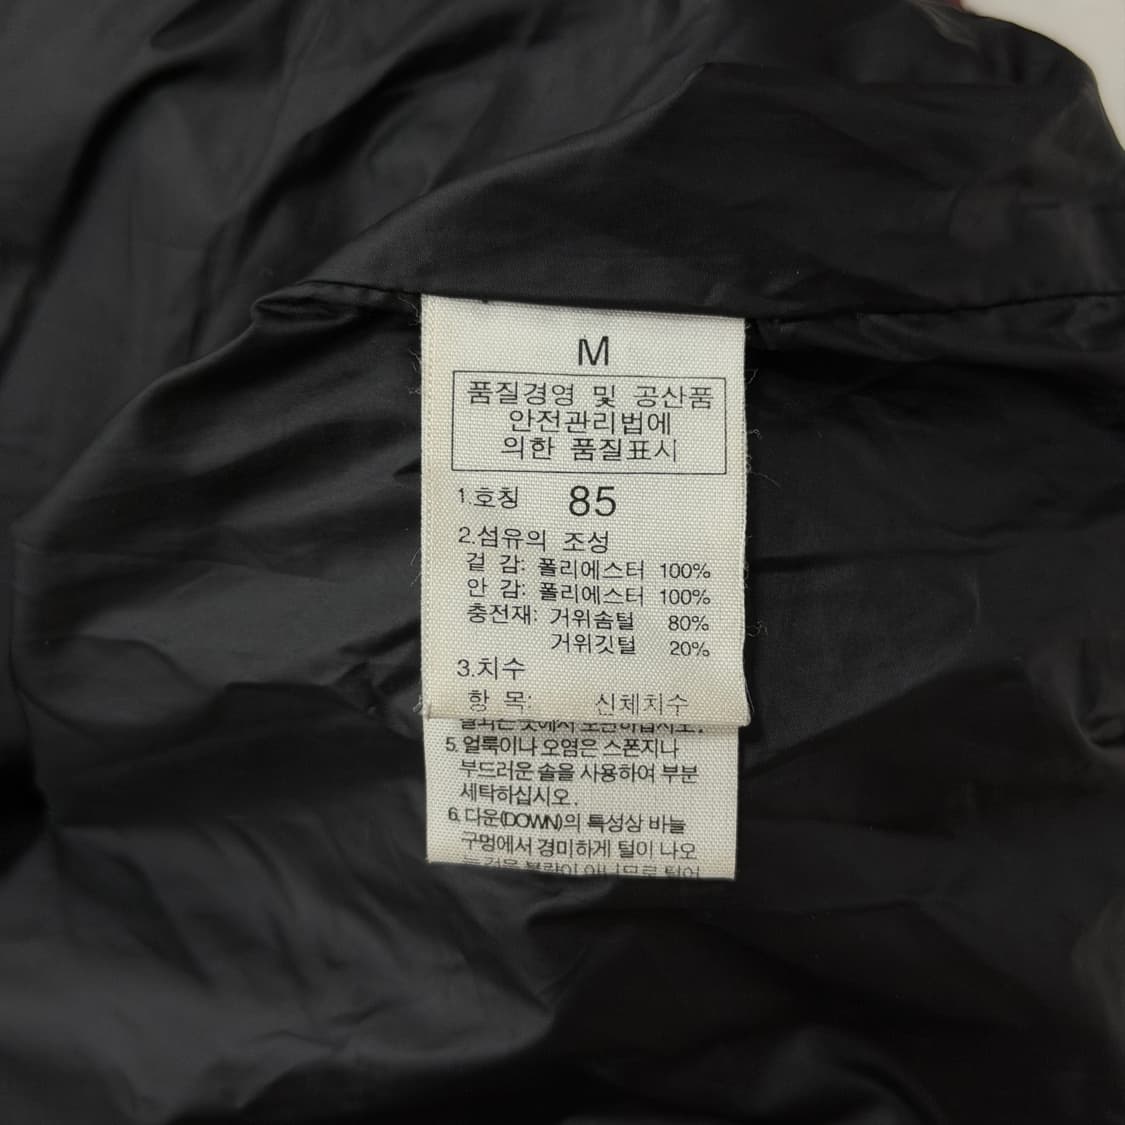 M
품질경영 및 공산품
안전관리법에
의한 품질표시
1.호칭 85
2.섬유의 조성
겉 감: 폴리에스터 100%
안 감: 폴리에스터 100%
충전재: 거위솜털 80%
거위깃털 20%
3.치수
항 목: 신체치수
5.얼룩이나 오염은 스폰지나
부드러운 솔을 사용하여 부분
세탁하십시오.
6.다운(DOWN)의 특성상 바늘
구멍에서 경미하게 털이 나오